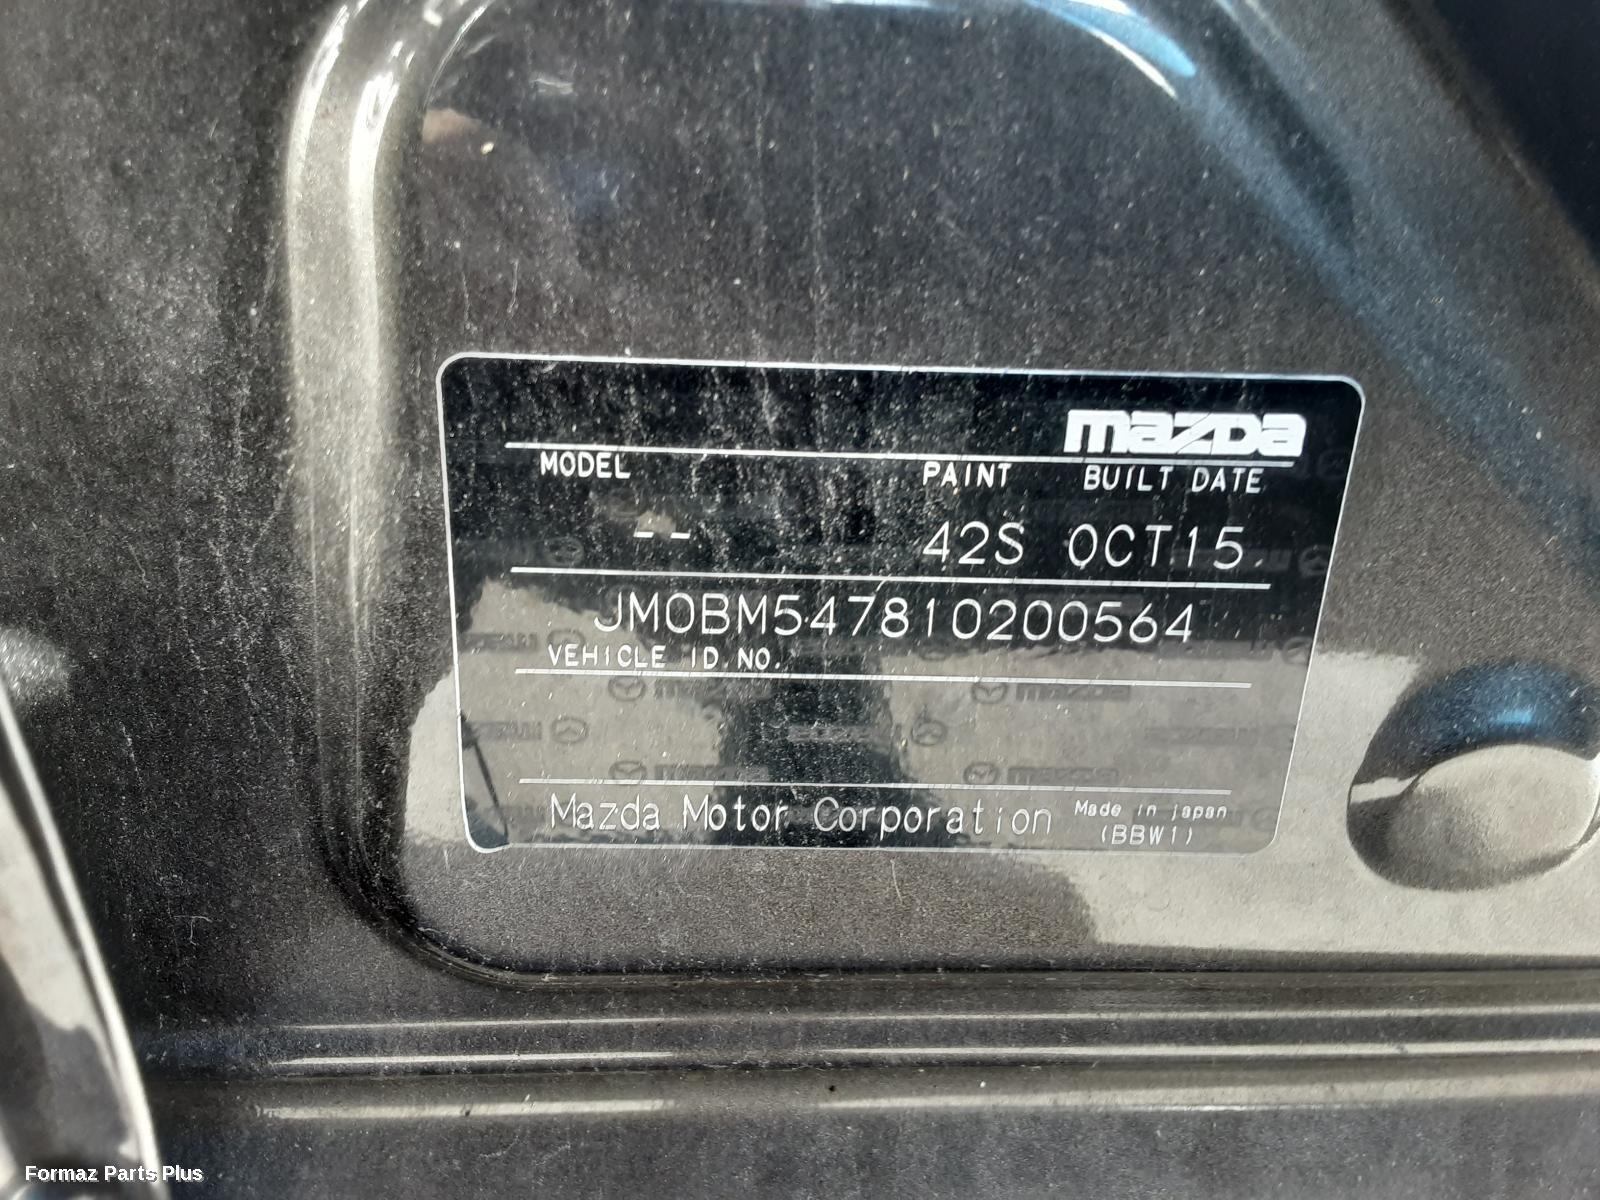 mazda
MODEL PAINT BUILT DATE
-- 42S OCT15
JM0BM547810200564
VEHICLE ID.NO.
Mazda Motor Corporation Made in japan
(BBW1)
Formaz Parts Plus